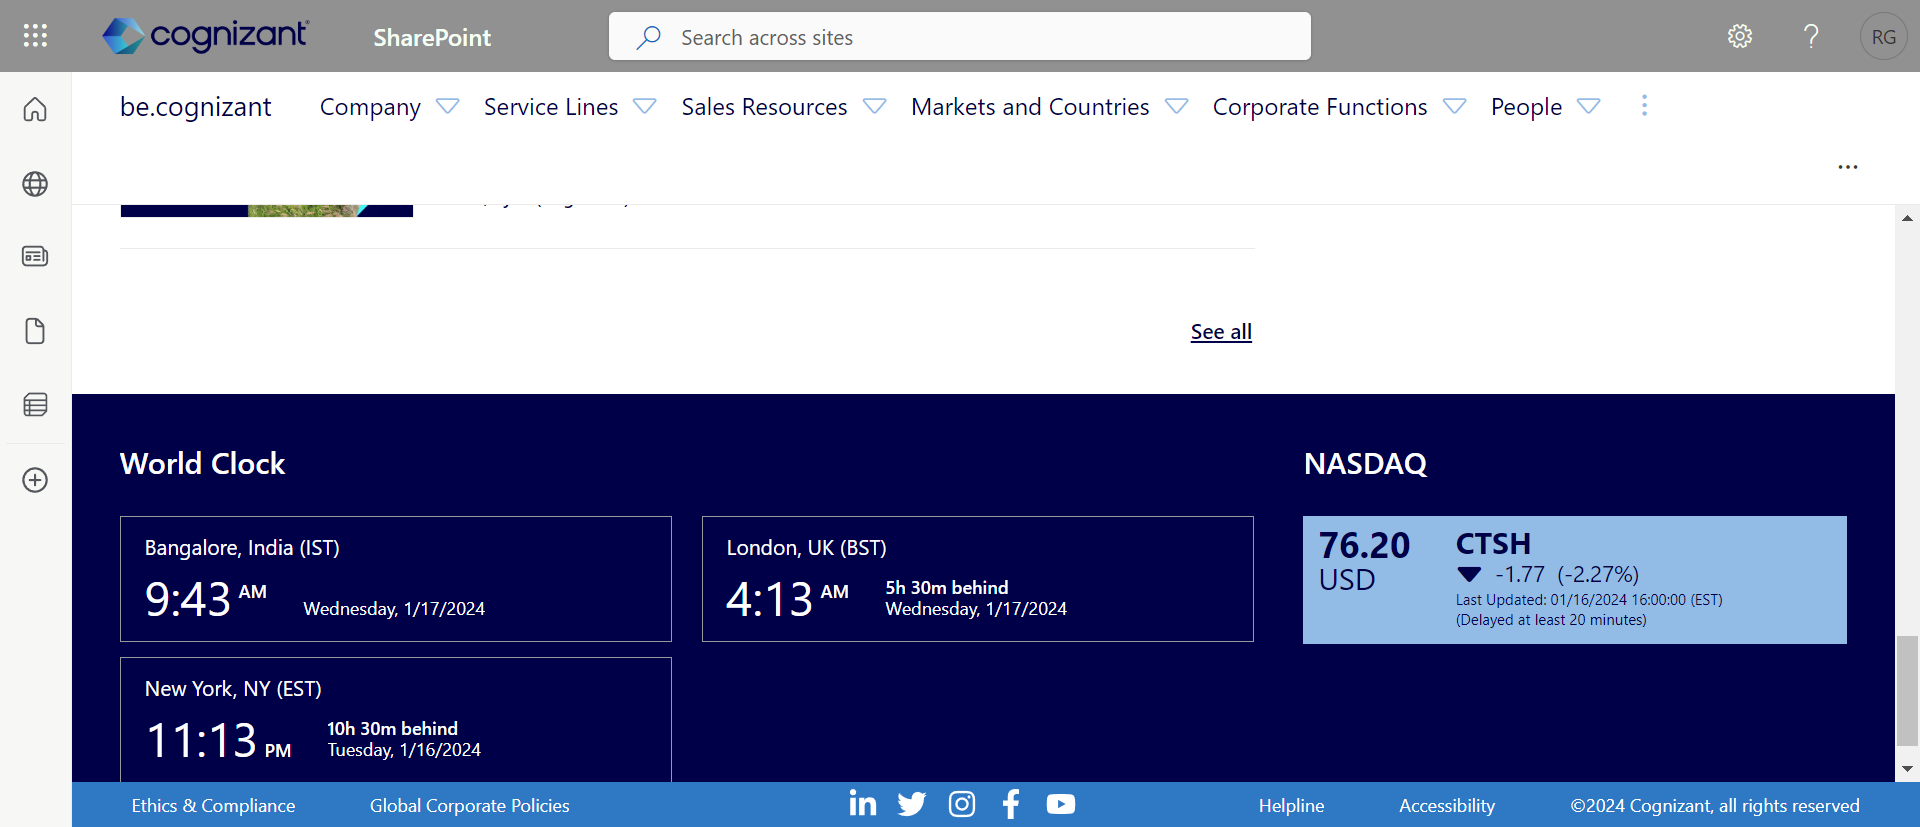 cognizant
SharePoint
Search across sites
RG
be.cognizant
Company
Service Lines
Sales Resources
Markets and Countries
Corporate Functions
People
See all
World Clock
NASDAQ
Bangalore, India (IST)
9:43 AM
Wednesday, 1/17/2024
London, UK (BST)
4:13 AM
5h 30m behind
Wednesday, 1/17/2024
76.20
USD
CTSH
-1.77 (-2.27%)
Last Updated: 01/16/2024 16:00:00 (EST)
(Delayed at least 20 minutes)
New York, NY (EST)
11:13 PM
10h 30m behind
Tuesday, 1/16/2024
Ethics & Compliance
Global Corporate Policies
Helpline
Accessibility
©2024 Cognizant, all rights reserved